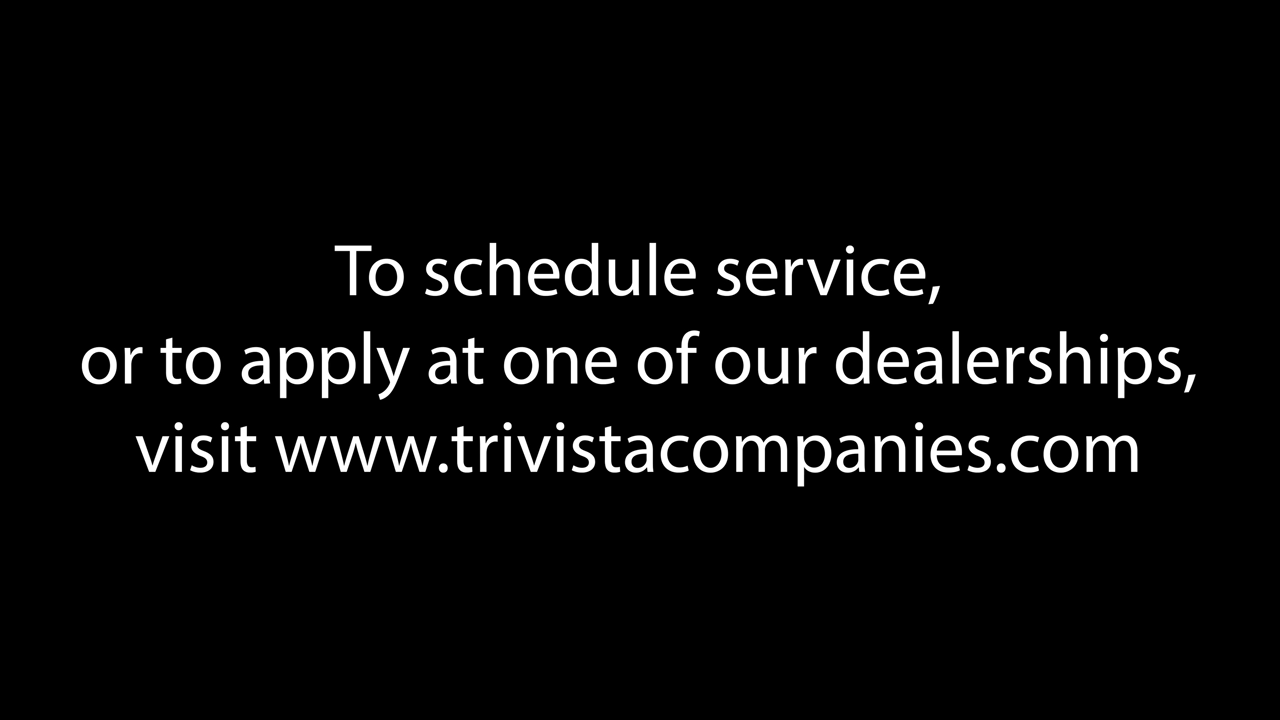 To schedule service,
or to apply at one of our dealerships,
visit www.trivistacompanies.com